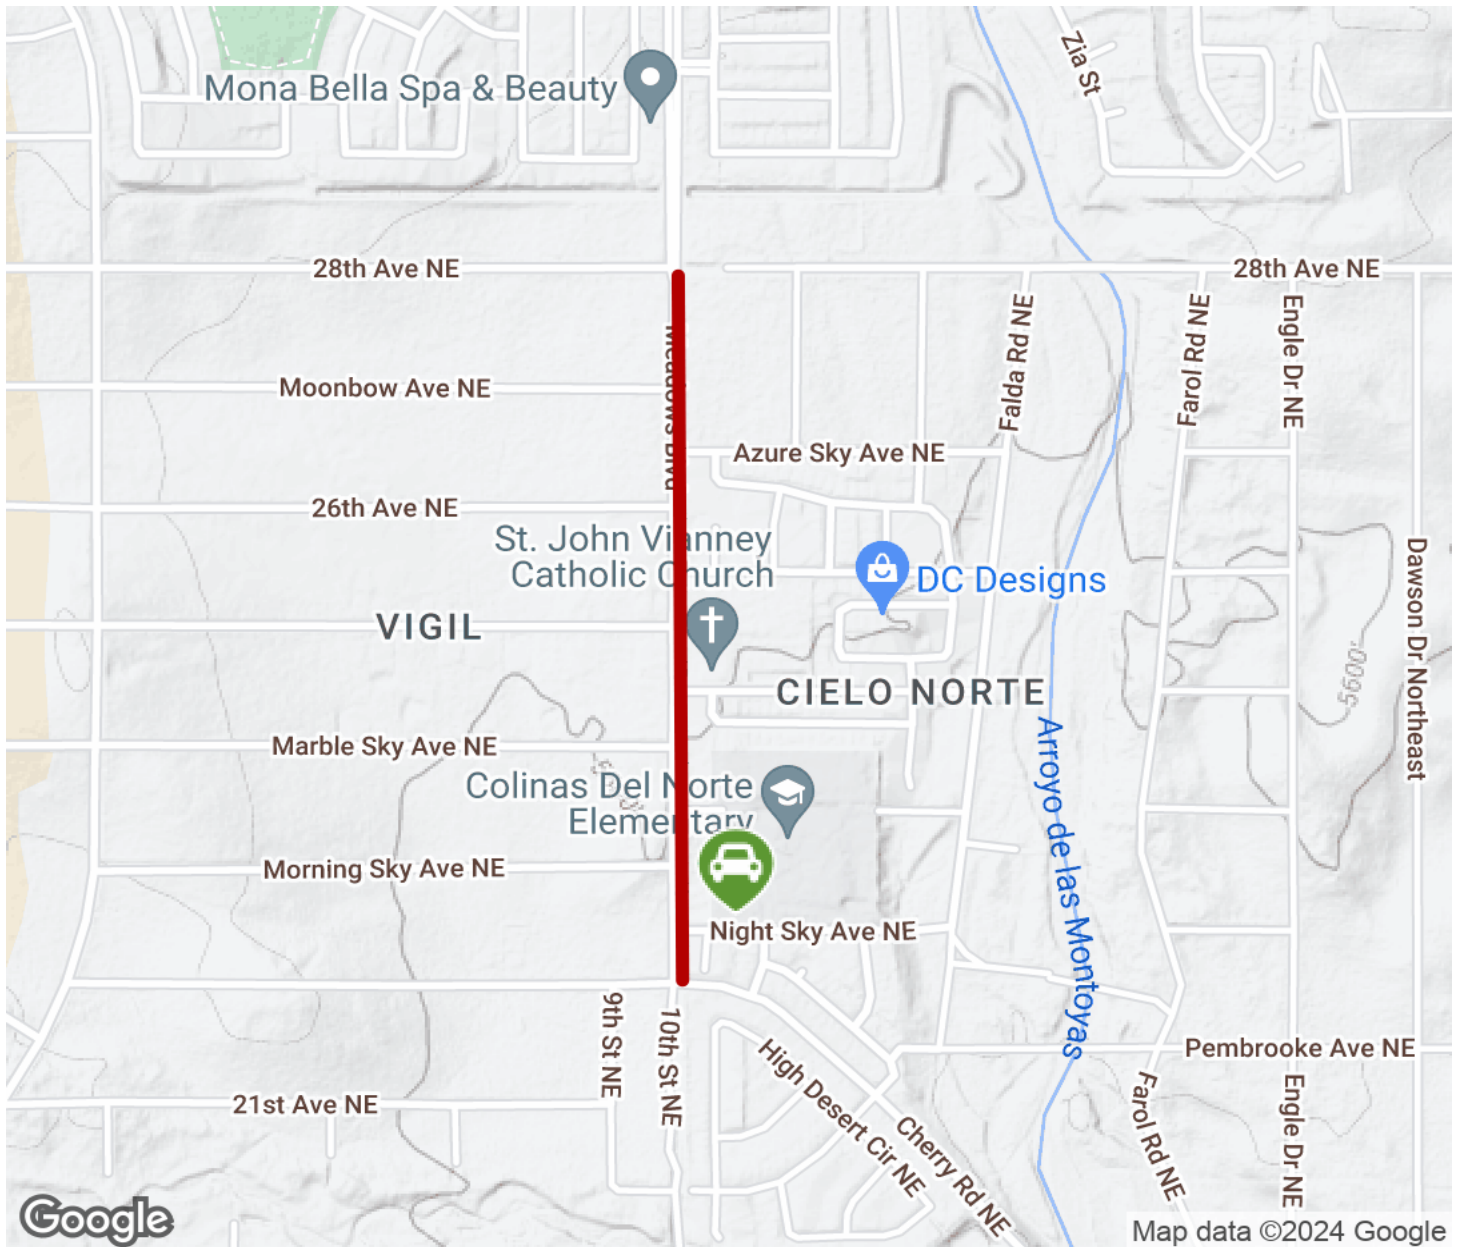 Zia St
Mona Bella Spa & Beauty
28th Ave NE
28th Ave NE
Meadows Blvd
Falda Rd NE
Farol Rd NE
Engle Dr NE
Moonbow Ave NE
Azure Sky Ave NE
26th Ave NE
St. John Vianney
Catholic Church
DC Designs
Dawson Dr Northeast
VIGIL
5600'
CIELO NORTE
Marble Sky Ave NE
Arroyo de las Montoyas
Colinas Del Norte
Elementary
Morning Sky Ave NE
Night Sky Ave NE
9th St NE
10th St NE
High Desert Cir NE
Pembrooke Ave NE
21st Ave NE
Cherry Rd NE
Farol Rd NE
Engle Dr NE
Google
Map data ©2024 Google